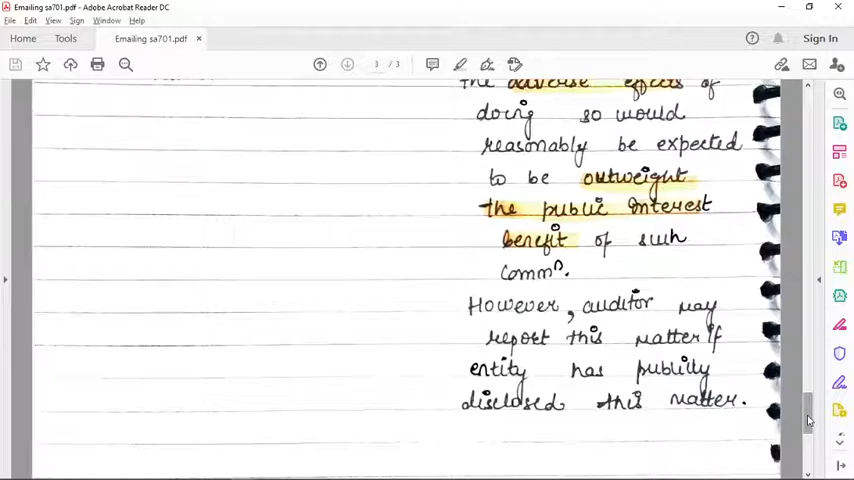 Emailing sa701.pdf - Adobe Acrobat Reader DC
File Edit View Sign Window Help
Home Tools Emailing sa701.pdf × Sign In
3 / 3
the adverse effects of
doing so would
reasonably be expected
to be outweight
the public interest
benefit of such
commⁿ.
However, auditor may
report this matter if
entity has publicly
disclosed this matter.